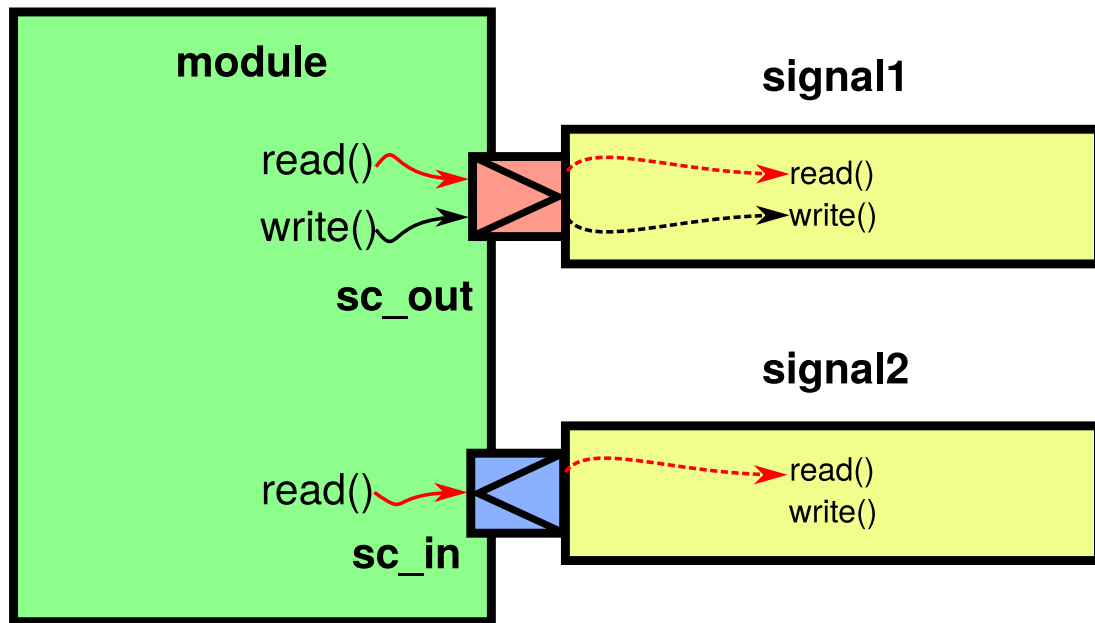 module
signal1
read()
write()
read()
write()
sc_out
signal2
read()
write()
read()
sc_in